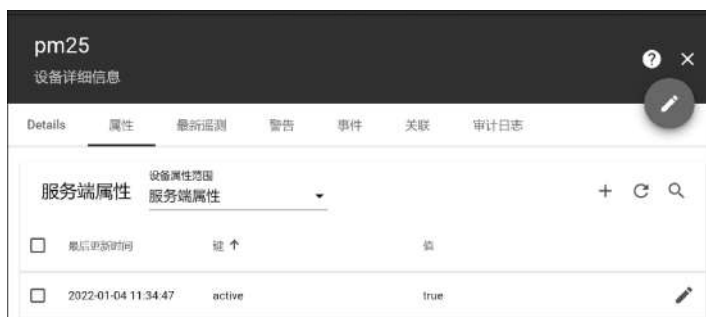 pm25
设备详细信息
Details 属性 最新遥测 警告 事件 关联 审计日志
设备属性范围
服务端属性 服务端属性
最后更新时间 键 值
2022-01-04 11:34:47 active true